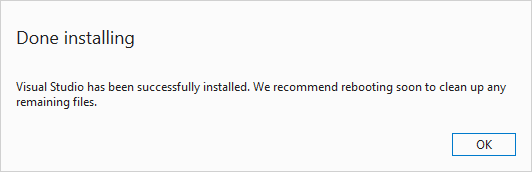 Done installing
Visual Studio has been successfully installed. We recommend rebooting soon to clean up any
remaining files.
OK